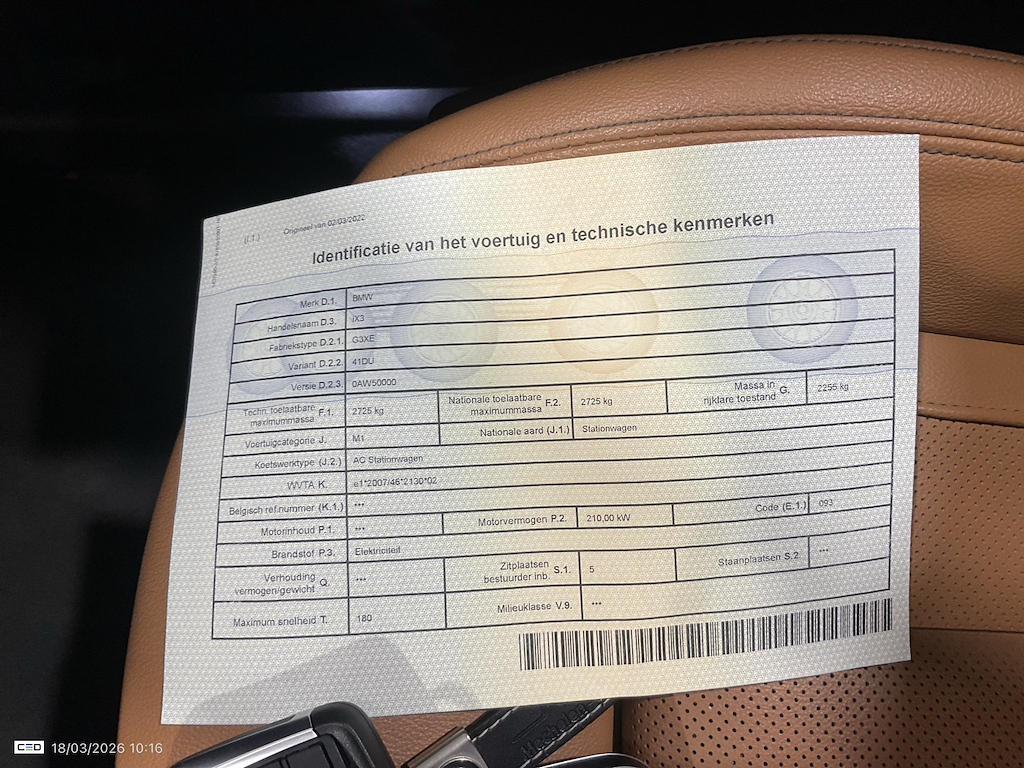 (I.1.)
Origineel van 02/03/2022
Identificatie van het voertuig en technische kenmerken
Merk D.1. BMW
Handelsnaam D.3. iX3
Fabriekstype D.2.1. G3XE
Variant D.2.2. 41DU
Versie D.2.3. 0AW50000
Techn. toelaatbare maximummassa F.1. 2725 kg Nationale toelaatbare maximummassa F.2. 2725 kg Massa in rijklare toestand G. 2255 kg
Voertuigcategorie J. M1 Nationale aard (J.1.) Stationwagen
Koetswerktype (J.2.) AC Stationwagen
WVTA K. e1*2007/46*2130*02
Belgisch ref.nummer (K.1.) ***
Motorinhoud P.1. *** Motorvermogen P.2. 210,00 kW Code (E.1.) 093
Brandstof P.3. Elektriciteit
Verhouding vermogen/gewicht Q. *** Zitplaatsen bestuurder inb. S.1. 5 Staanplaatsen S.2 ***
Maximum snelheid T. 180 Milieuklasse V.9. ***
CEO 18/03/2026 10:16